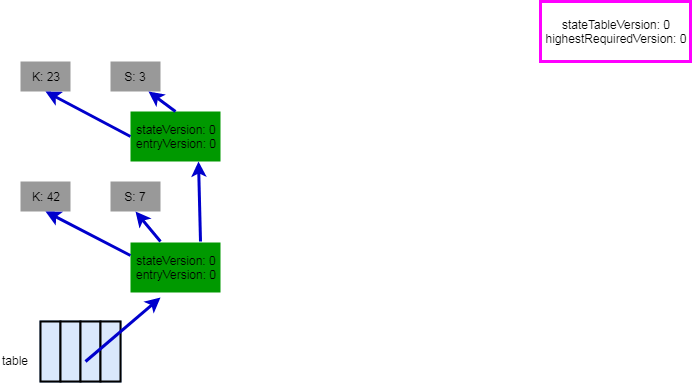 stateTableVersion: 0
highestRequiredVersion: 0
K: 23
S: 3
stateVersion: 0
entryVersion: 0
K: 42
S: 7
stateVersion: 0
entryVersion: 0
table